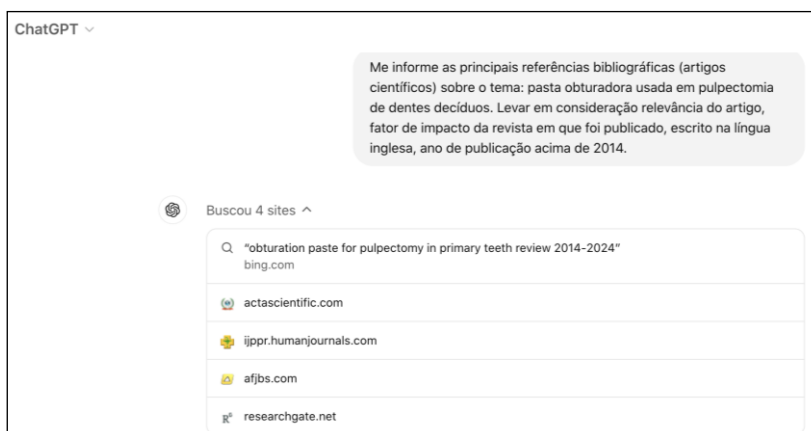 ChatGPT
Me informe as principais referências bibliográficas (artigos
científicos) sobre o tema: pasta obturadora usada em pulpectomia
de dentes decíduos. Levar em consideração relevância do artigo,
fator de impacto da revista em que foi publicado, escrito na língua
inglesa, ano de publicação acima de 2014.
Buscou 4 sites
“obturation paste for pulpectomy in primary teeth review 2014-2024”
bing.com
actascientific.com
ijppr.humanjournals.com
afjbs.com
researchgate.net